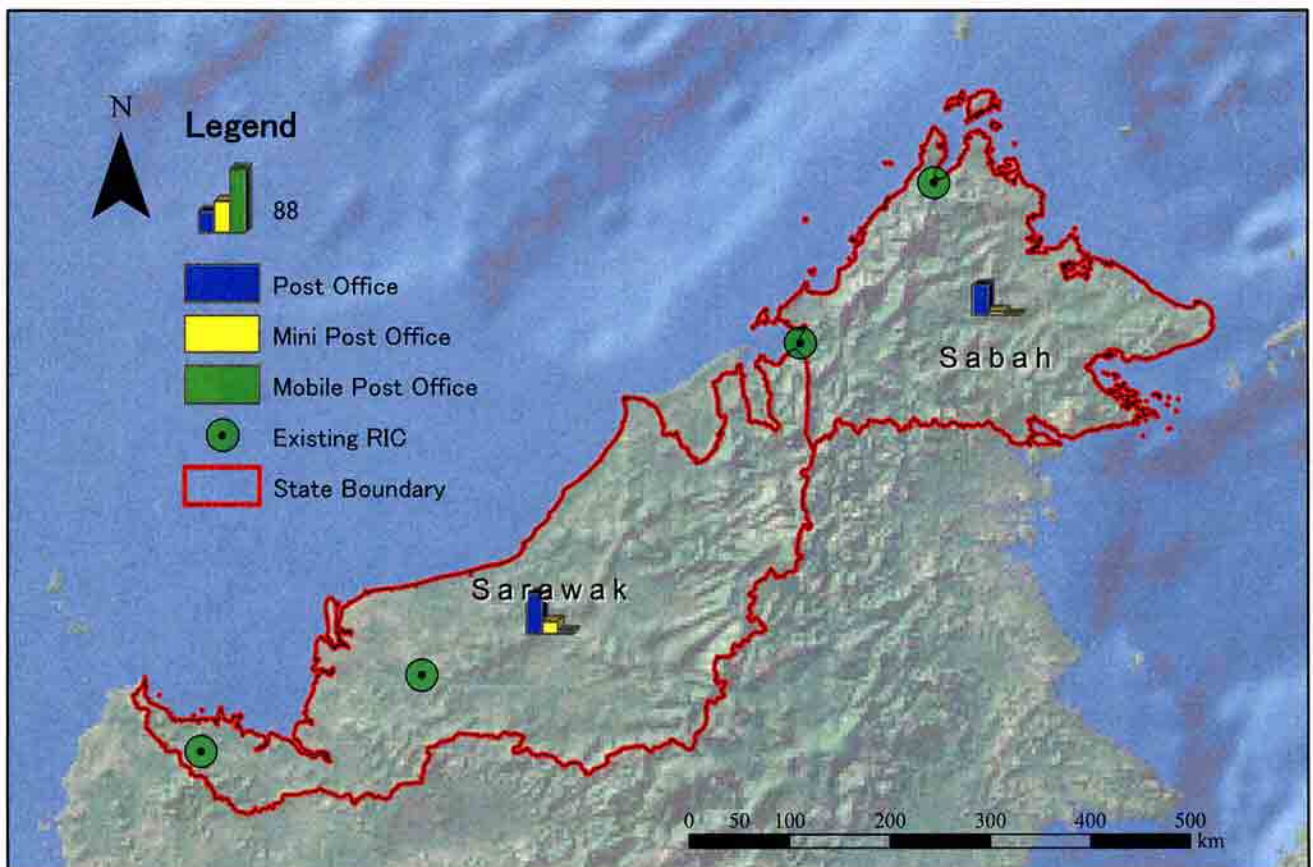 N
Legend
88
Post Office
Mini Post Office
Mobile Post Office
Existing RIC
State Boundary
Sabah
Sarawak
0 50 100 200 300 400 500
km